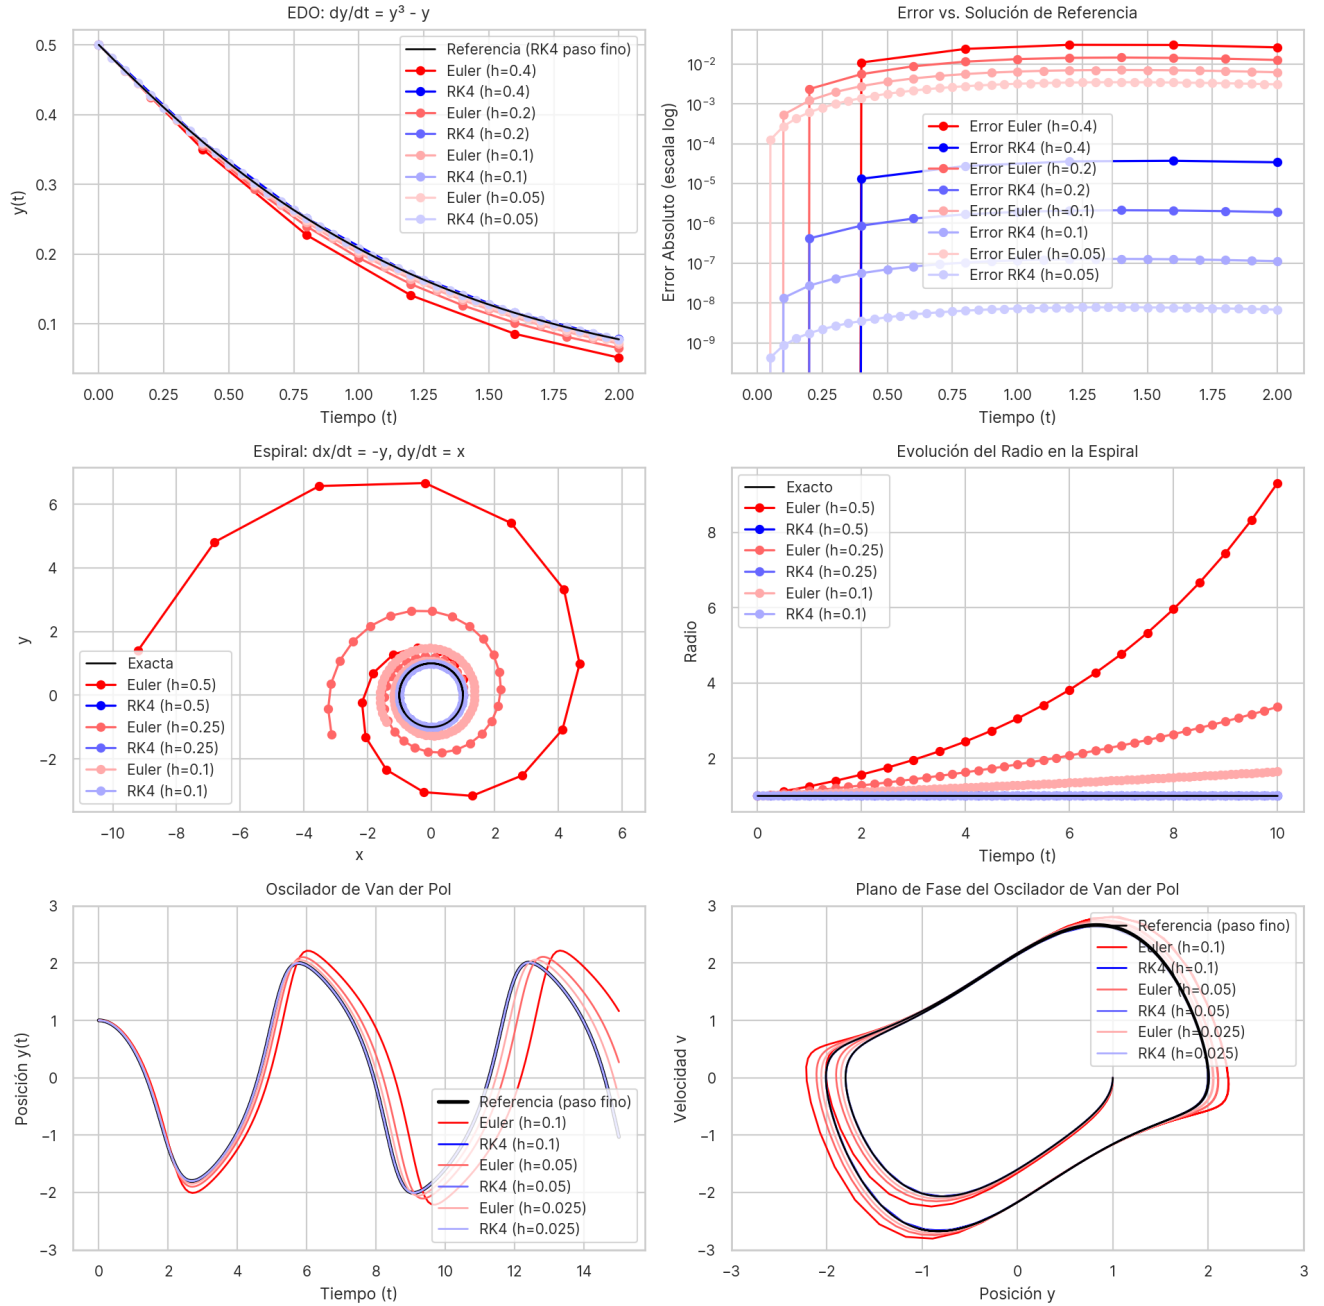 EDO: dy/dt = y³ - y
y(t)
0.5
0.4
0.3
0.2
0.1
0.00 0.25 0.50 0.75 1.00 1.25 1.50 1.75 2.00
Tiempo (t)
Referencia (RK4 paso fino)
Euler (h=0.4)
RK4 (h=0.4)
Euler (h=0.2)
RK4 (h=0.2)
Euler (h=0.1)
RK4 (h=0.1)
Euler (h=0.05)
RK4 (h=0.05)
Error vs. Solución de Referencia
Error Absoluto (escala log)
10⁻²
10⁻³
10⁻⁴
10⁻⁵
10⁻⁶
10⁻⁷
10⁻⁸
10⁻⁹
0.00 0.25 0.50 0.75 1.00 1.25 1.50 1.75 2.00
Tiempo (t)
Error Euler (h=0.4)
Error RK4 (h=0.4)
Error Euler (h=0.2)
Error RK4 (h=0.2)
Error Euler (h=0.1)
Error RK4 (h=0.1)
Error Euler (h=0.05)
Error RK4 (h=0.05)
Espiral: dx/dt = -y, dy/dt = x
y
6
4
2
0
−2
−10 −8 −6 −4 −2 0 2 4 6
x
Exacta
Euler (h=0.5)
RK4 (h=0.5)
Euler (h=0.25)
RK4 (h=0.25)
Euler (h=0.1)
RK4 (h=0.1)
Evolución del Radio en la Espiral
Radio
8
6
4
2
0 2 4 6 8 10
Tiempo (t)
Exacto
Euler (h=0.5)
RK4 (h=0.5)
Euler (h=0.25)
RK4 (h=0.25)
Euler (h=0.1)
RK4 (h=0.1)
Oscilador de Van der Pol
Posición y(t)
3
2
1
0
−1
−2
−3
0 2 4 6 8 10 12 14
Tiempo (t)
Referencia (paso fino)
Euler (h=0.1)
RK4 (h=0.1)
Euler (h=0.05)
RK4 (h=0.05)
Euler (h=0.025)
RK4 (h=0.025)
Plano de Fase del Oscilador de Van der Pol
Velocidad v
3
2
1
0
−1
−2
−3
−3 −2 −1 0 1 2 3
Posición y
Referencia (paso fino)
Euler (h=0.1)
RK4 (h=0.1)
Euler (h=0.05)
RK4 (h=0.05)
Euler (h=0.025)
RK4 (h=0.025)